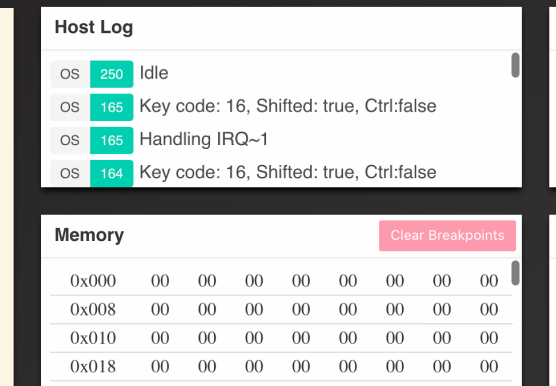 Host Log
OS 250 Idle
OS 165 Key code: 16, Shifted: true, Ctrl:false
OS 165 Handling IRQ~1
OS 164 Key code: 16, Shifted: true, Ctrl:false
Memory Clear Breakpoints
0x000 00 00 00 00 00 00 00 00
0x008 00 00 00 00 00 00 00 00
0x010 00 00 00 00 00 00 00 00
0x018 00 00 00 00 00 00 00 00